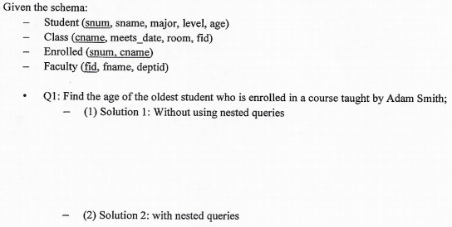 Given the schema:
– Student (snum, sname, major, level, age)
– Class (cname, meets_date, room, fid)
– Enrolled (snum, cname)
– Faculty (fid, fname, deptid)
• Q1: Find the age of the oldest student who is enrolled in a course taught by Adam Smith;
– (1) Solution 1: Without using nested queries
– (2) Solution 2: with nested queries